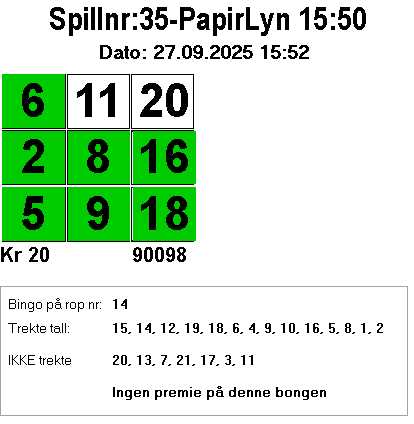 Spillnr:35-PapirLyn 15:50
Dato: 27.09.2025 15:52
6 11 20
2 8 16
5 9 18
Kr 20 90098
Bingo på rop nr: 14
Trekte tall: 15, 14, 12, 19, 18, 6, 4, 9, 10, 16, 5, 8, 1, 2
IKKE trekte 20, 13, 7, 21, 17, 3, 11
Ingen premie på denne bongen